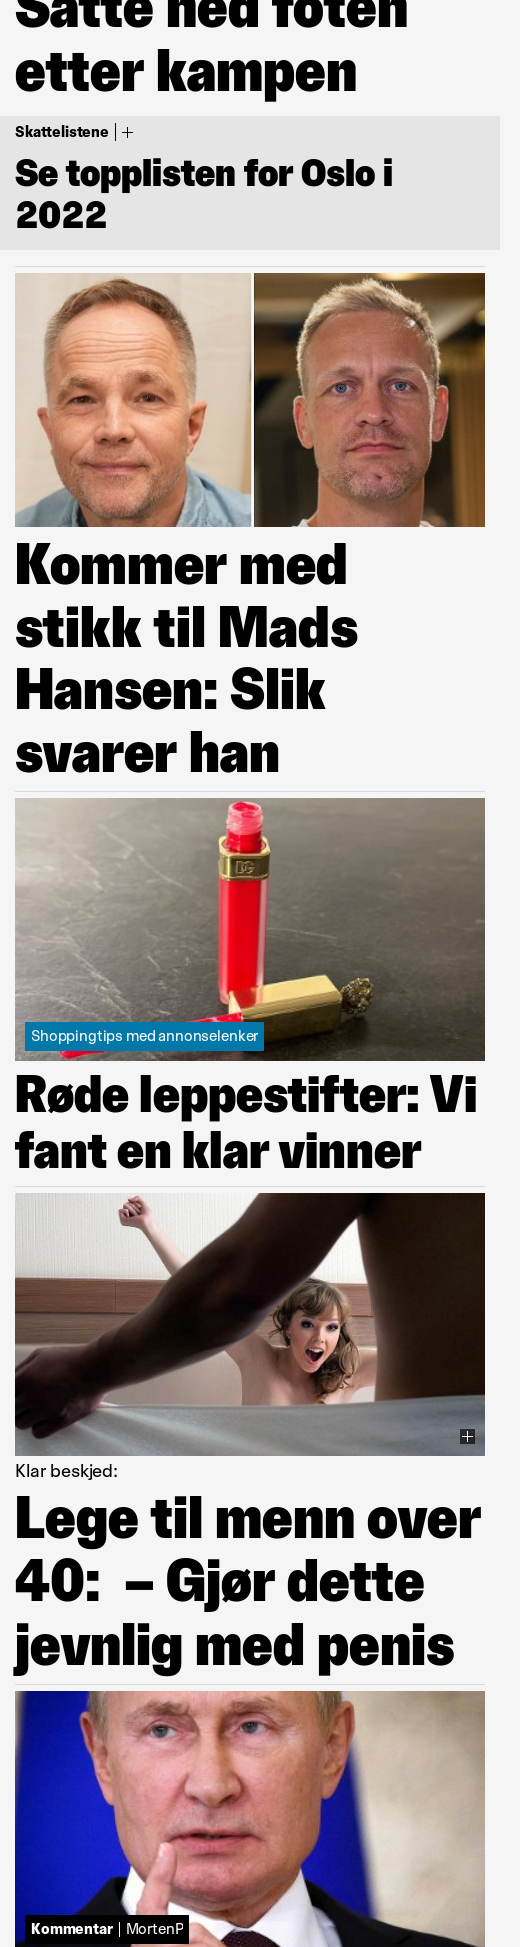 Satte ned foten
etter kampen
Skattelistene
Se topplisten for Oslo i
2022
Kommer med
stikk til Mads
Hansen: Slik
svarer han
DG
Shoppingtips med annonselenker
Røde leppestifter: Vi
fant en klar vinner
Klar beskjed:
Lege til menn over
40: – Gjør dette
jevnlig med penis
Kommentar | MortenP